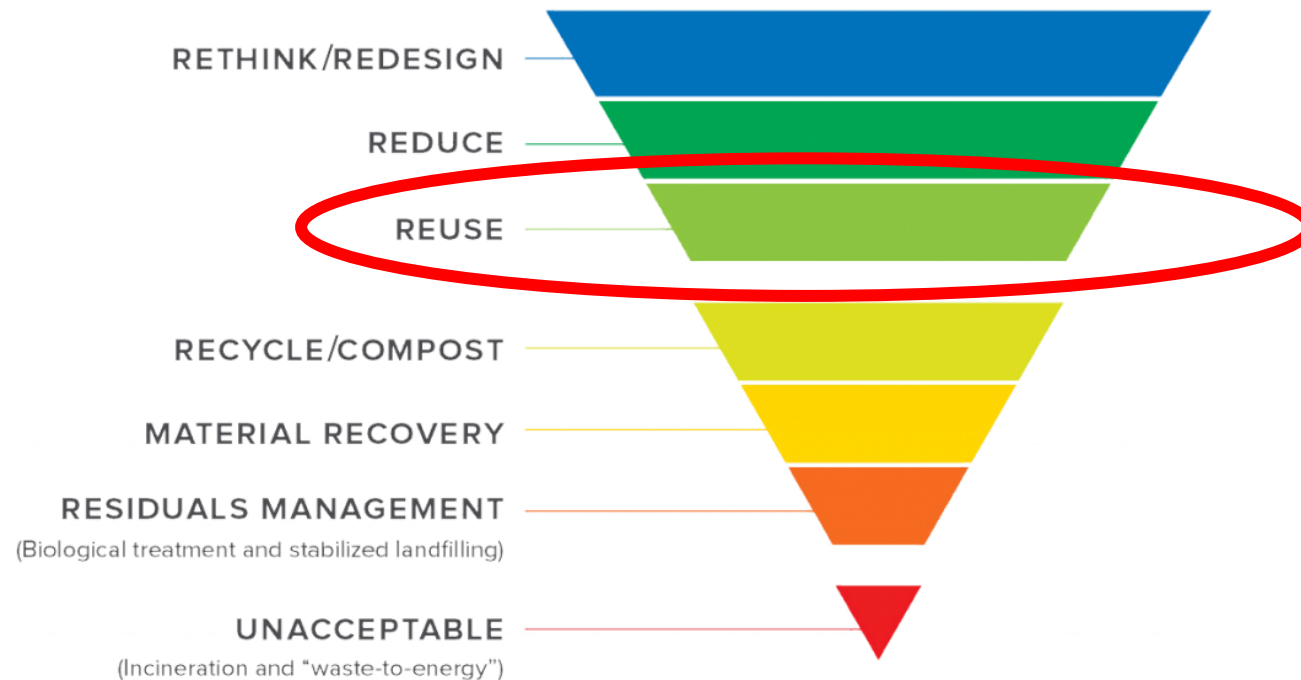 RETHINK/REDESIGN
REDUCE
REUSE
RECYCLE/COMPOST
MATERIAL RECOVERY
RESIDUALS MANAGEMENT
(Biological treatment and stabilized landfilling)
UNACCEPTABLE
(Incineration and “waste-to-energy”)